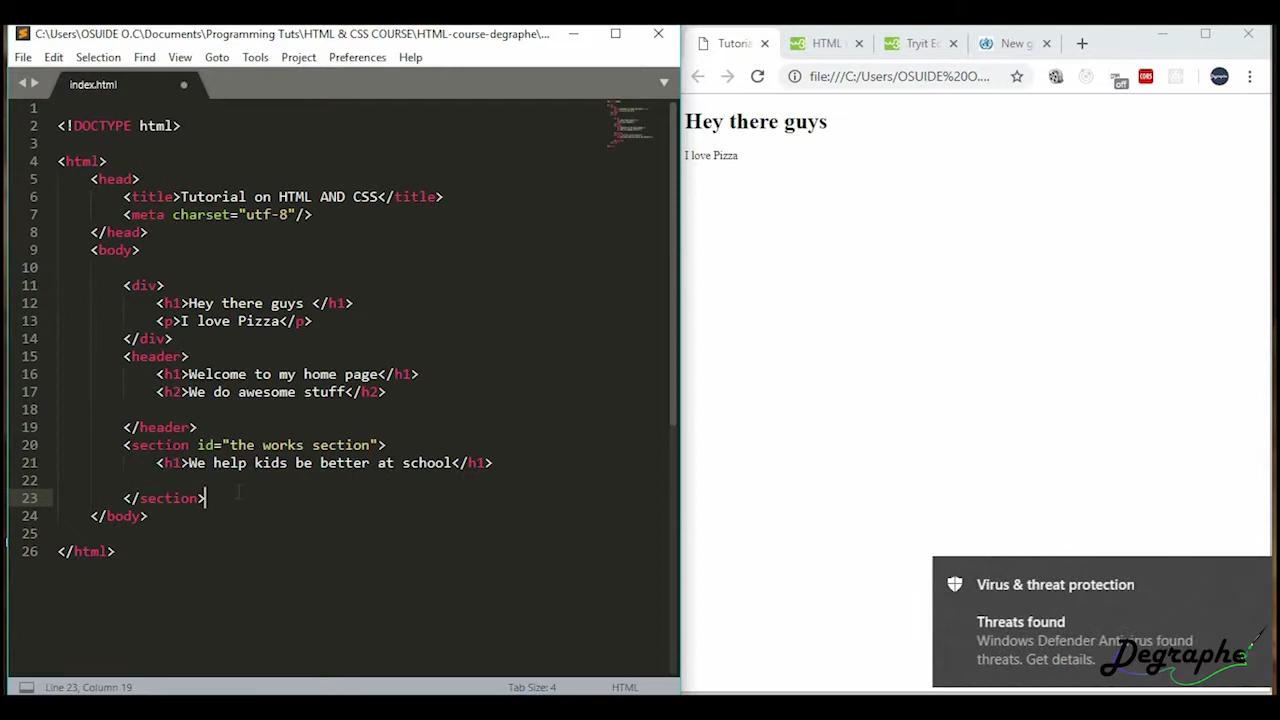 C:\Users\OSUIDE O.C\Documents\Programming Tuts\HTML & CSS COURSE\HTML-course-degraphe\,...
File Edit Selection Find View Goto Tools Project Preferences Help
index.html
1
2 <!DOCTYPE html>
3
4 <html>
5 <head>
6 <title>Tutorial on HTML AND CSS</title>
7 <meta charset="utf-8"/>
8 </head>
9 <body>
10
11 <div>
12 <h1>Hey there guys </h1>
13 <p>I love Pizza</p>
14 </div>
15 <header>
16 <h1>Welcome to my home page</h1>
17 <h2>We do awesome stuff</h2>
18
19 </header>
20 <section id="the works section">
21 <h1>We help kids be better at school</h1>
22
23 </section>
24 </body>
25
26 </html>
Line 23, Column 19 Tab Size: 4 HTML
Tutoria HTML Tryit Ed New g
file:///C:/Users/OSUIDE%20O.... off CORS
Hey there guys
I love Pizza
Virus & threat protection
Threats found
Windows Defender Antivirus found
threats. Get details.
Degraphe